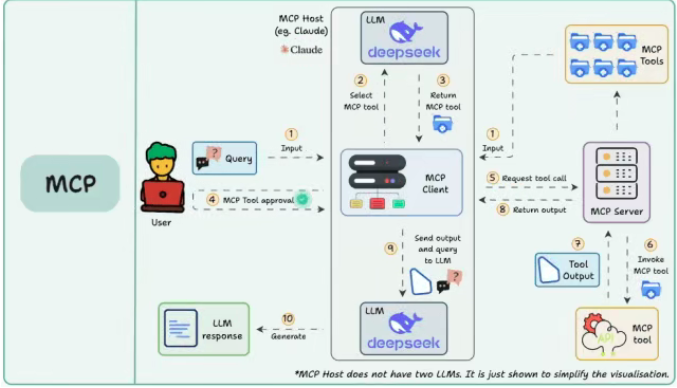 MCP
MCP Host
(eg. Claude)
Claude
LLM
deepseek
2
Select
MCP tool
3
Return
MCP tool
MCP
Tools
Query
1
Input
1
Input
MCP
Client
4 MCP Tool approval
User
5 Request tool call
8 Return output
MCP Server
9
Send output
and query
to LLM
7
Tool
Output
6
Invoke
MCP tool
LLM
response
10
Generate
LLM
deepseek
API
MCP
tool
*MCP Host does not have two LLMs. It is just shown to simplify the visualisation.